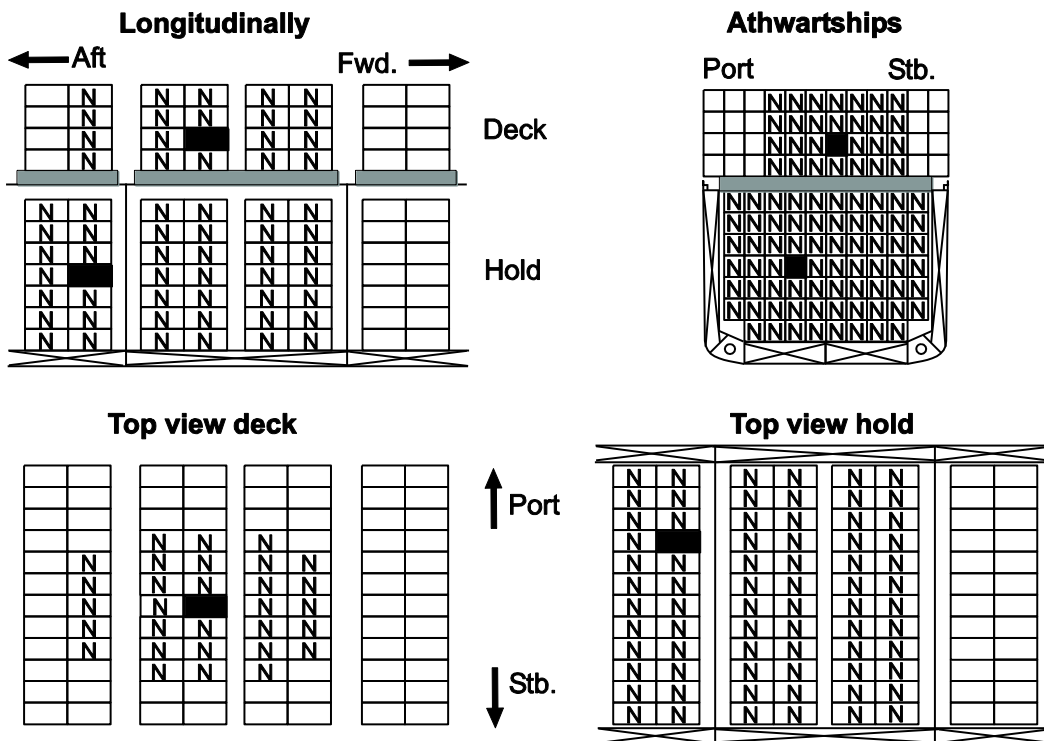 Longitudinally
Aft
Fwd.
N N N N N
N N N N N
N N N N
N N N N N
Deck
N N N N N N
N N N N N N
N N N N N N
N N N N N
N N N N N N
N N N N N N
N N N N N N
Hold
Athwartships
Port
Stb.
N N N N N N N
N N N N N N N
N N N N N N
N N N N N N N
N N N N N N N N N N
N N N N N N N N N N
N N N N N N N N N N
N N N N N N N N N
N N N N N N N N N N
N N N N N N N N N N
N N N N N N N N
Top view deck
N N N
N N N N N
N N N N N
N N N N
N N N N N
N N N N N
N N N
Port
Stb.
Top view hold
N N N N N N
N N N N N N
N N N N N N
N N N N N
N N N N N N
N N N N N N
N N N N N N
N N N N N N
N N N N N N
N N N N N N
N N N N N N
N N N N N N